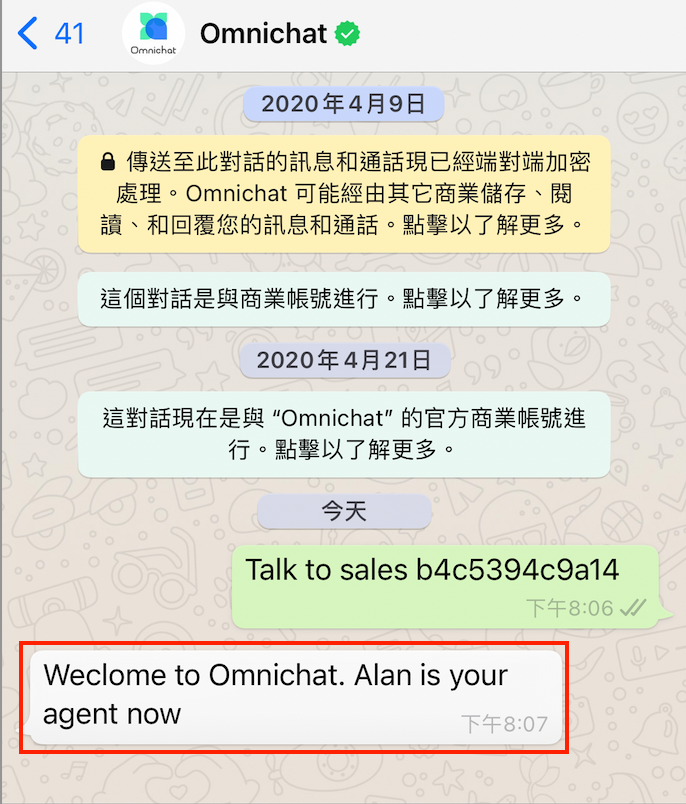 41
Omnichat
Omnichat
2020年4月9日
傳送至此對話的訊息和通話現已經端對端加密
處理。Omnichat 可能經由其它商業儲存、閱
讀、和回覆您的訊息和通話。點擊以了解更多。
這個對話是與商業帳號進行。點擊以了解更多。
2020年4月21日
這對話現在是與 “Omnichat” 的官方商業帳號進
行。點擊以了解更多。
今天
Talk to sales b4c5394c9a14
下午8:06
Weclome to Omnichat. Alan is your
agent now
下午8:07